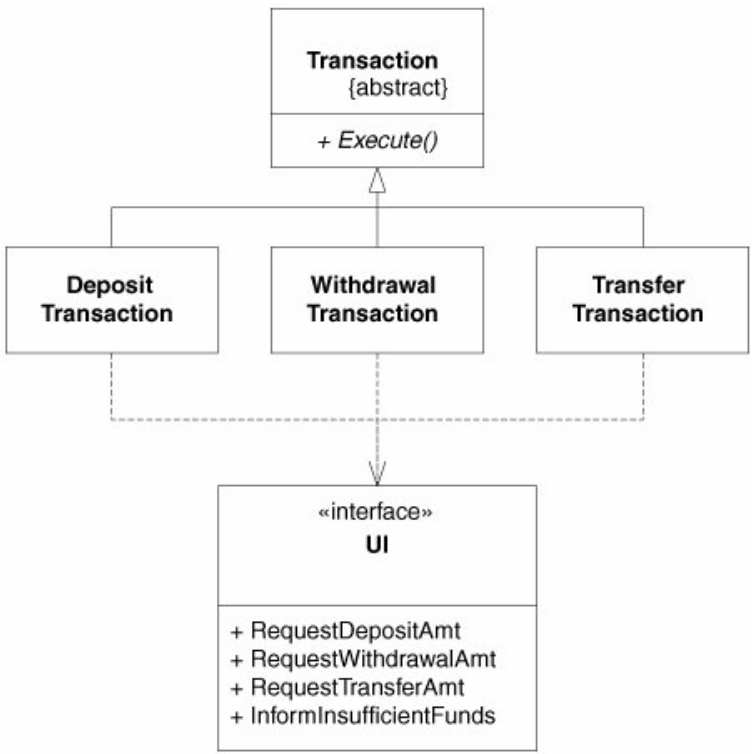 Transaction
{abstract}
+ Execute()
Deposit
Transaction
Withdrawal
Transaction
Transfer
Transaction
«interface»
UI
+ RequestDepositAmt
+ RequestWithdrawalAmt
+ RequestTransferAmt
+ InformInsufficientFunds